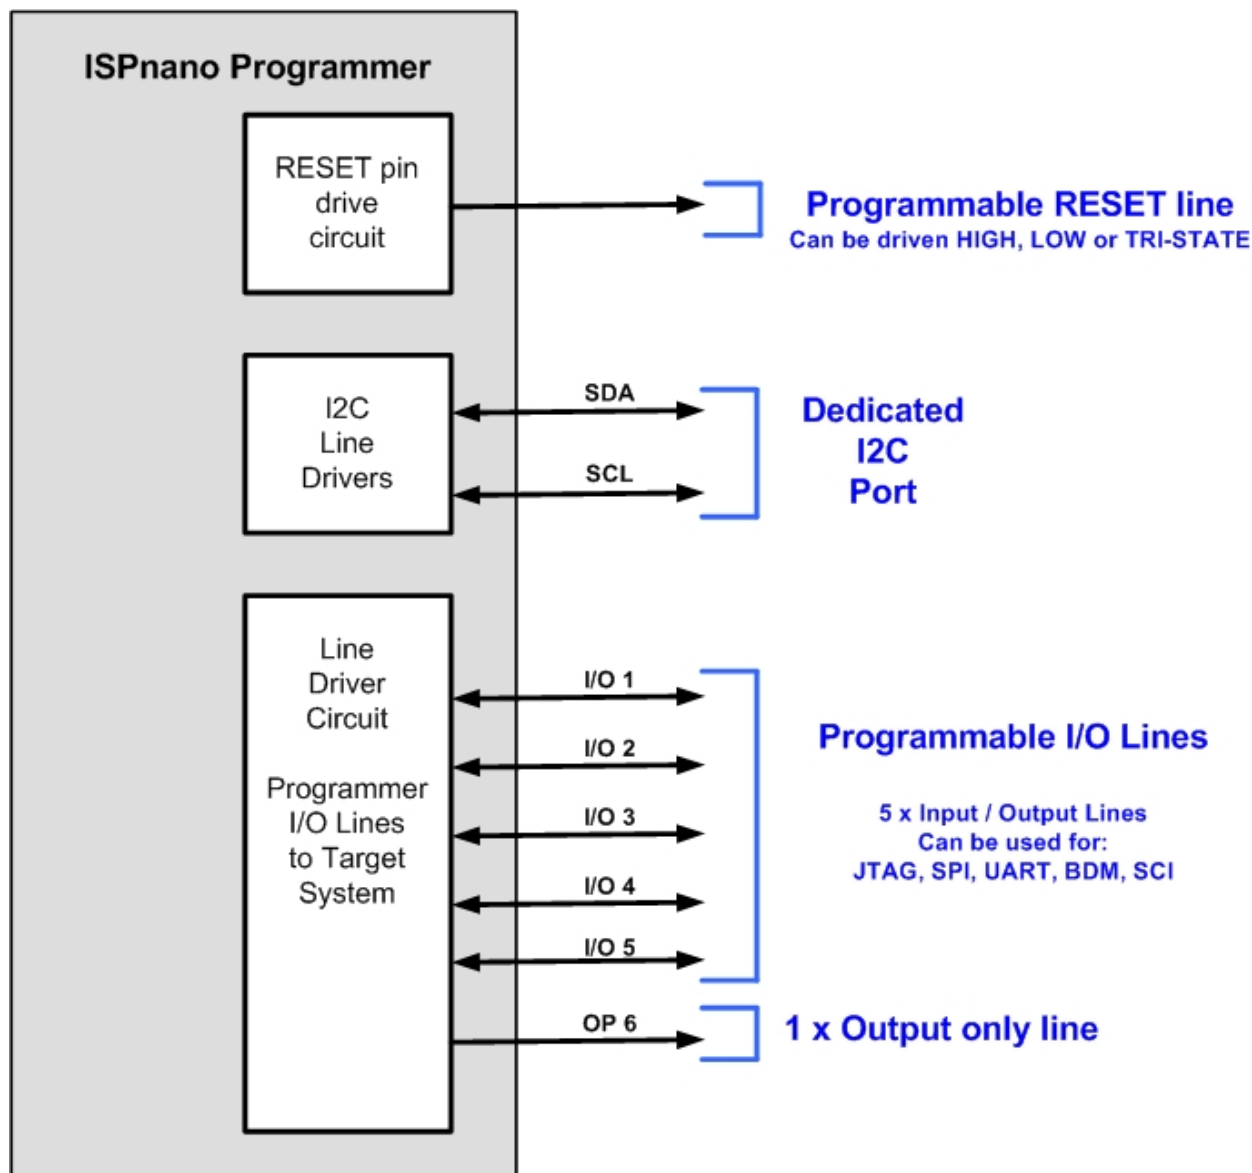 ISPnano Programmer
RESET pin
drive
circuit
Programmable RESET line
Can be driven HIGH, LOW or TRI-STATE
I2C
Line
Drivers
SDA
SCL
Dedicated
I2C
Port
Line
Driver
Circuit
Programmer
I/O Lines
to Target
System
I/O 1
I/O 2
I/O 3
I/O 4
I/O 5
OP 6
Programmable I/O Lines
5 x Input / Output Lines
Can be used for:
JTAG, SPI, UART, BDM, SCI
1 x Output only line